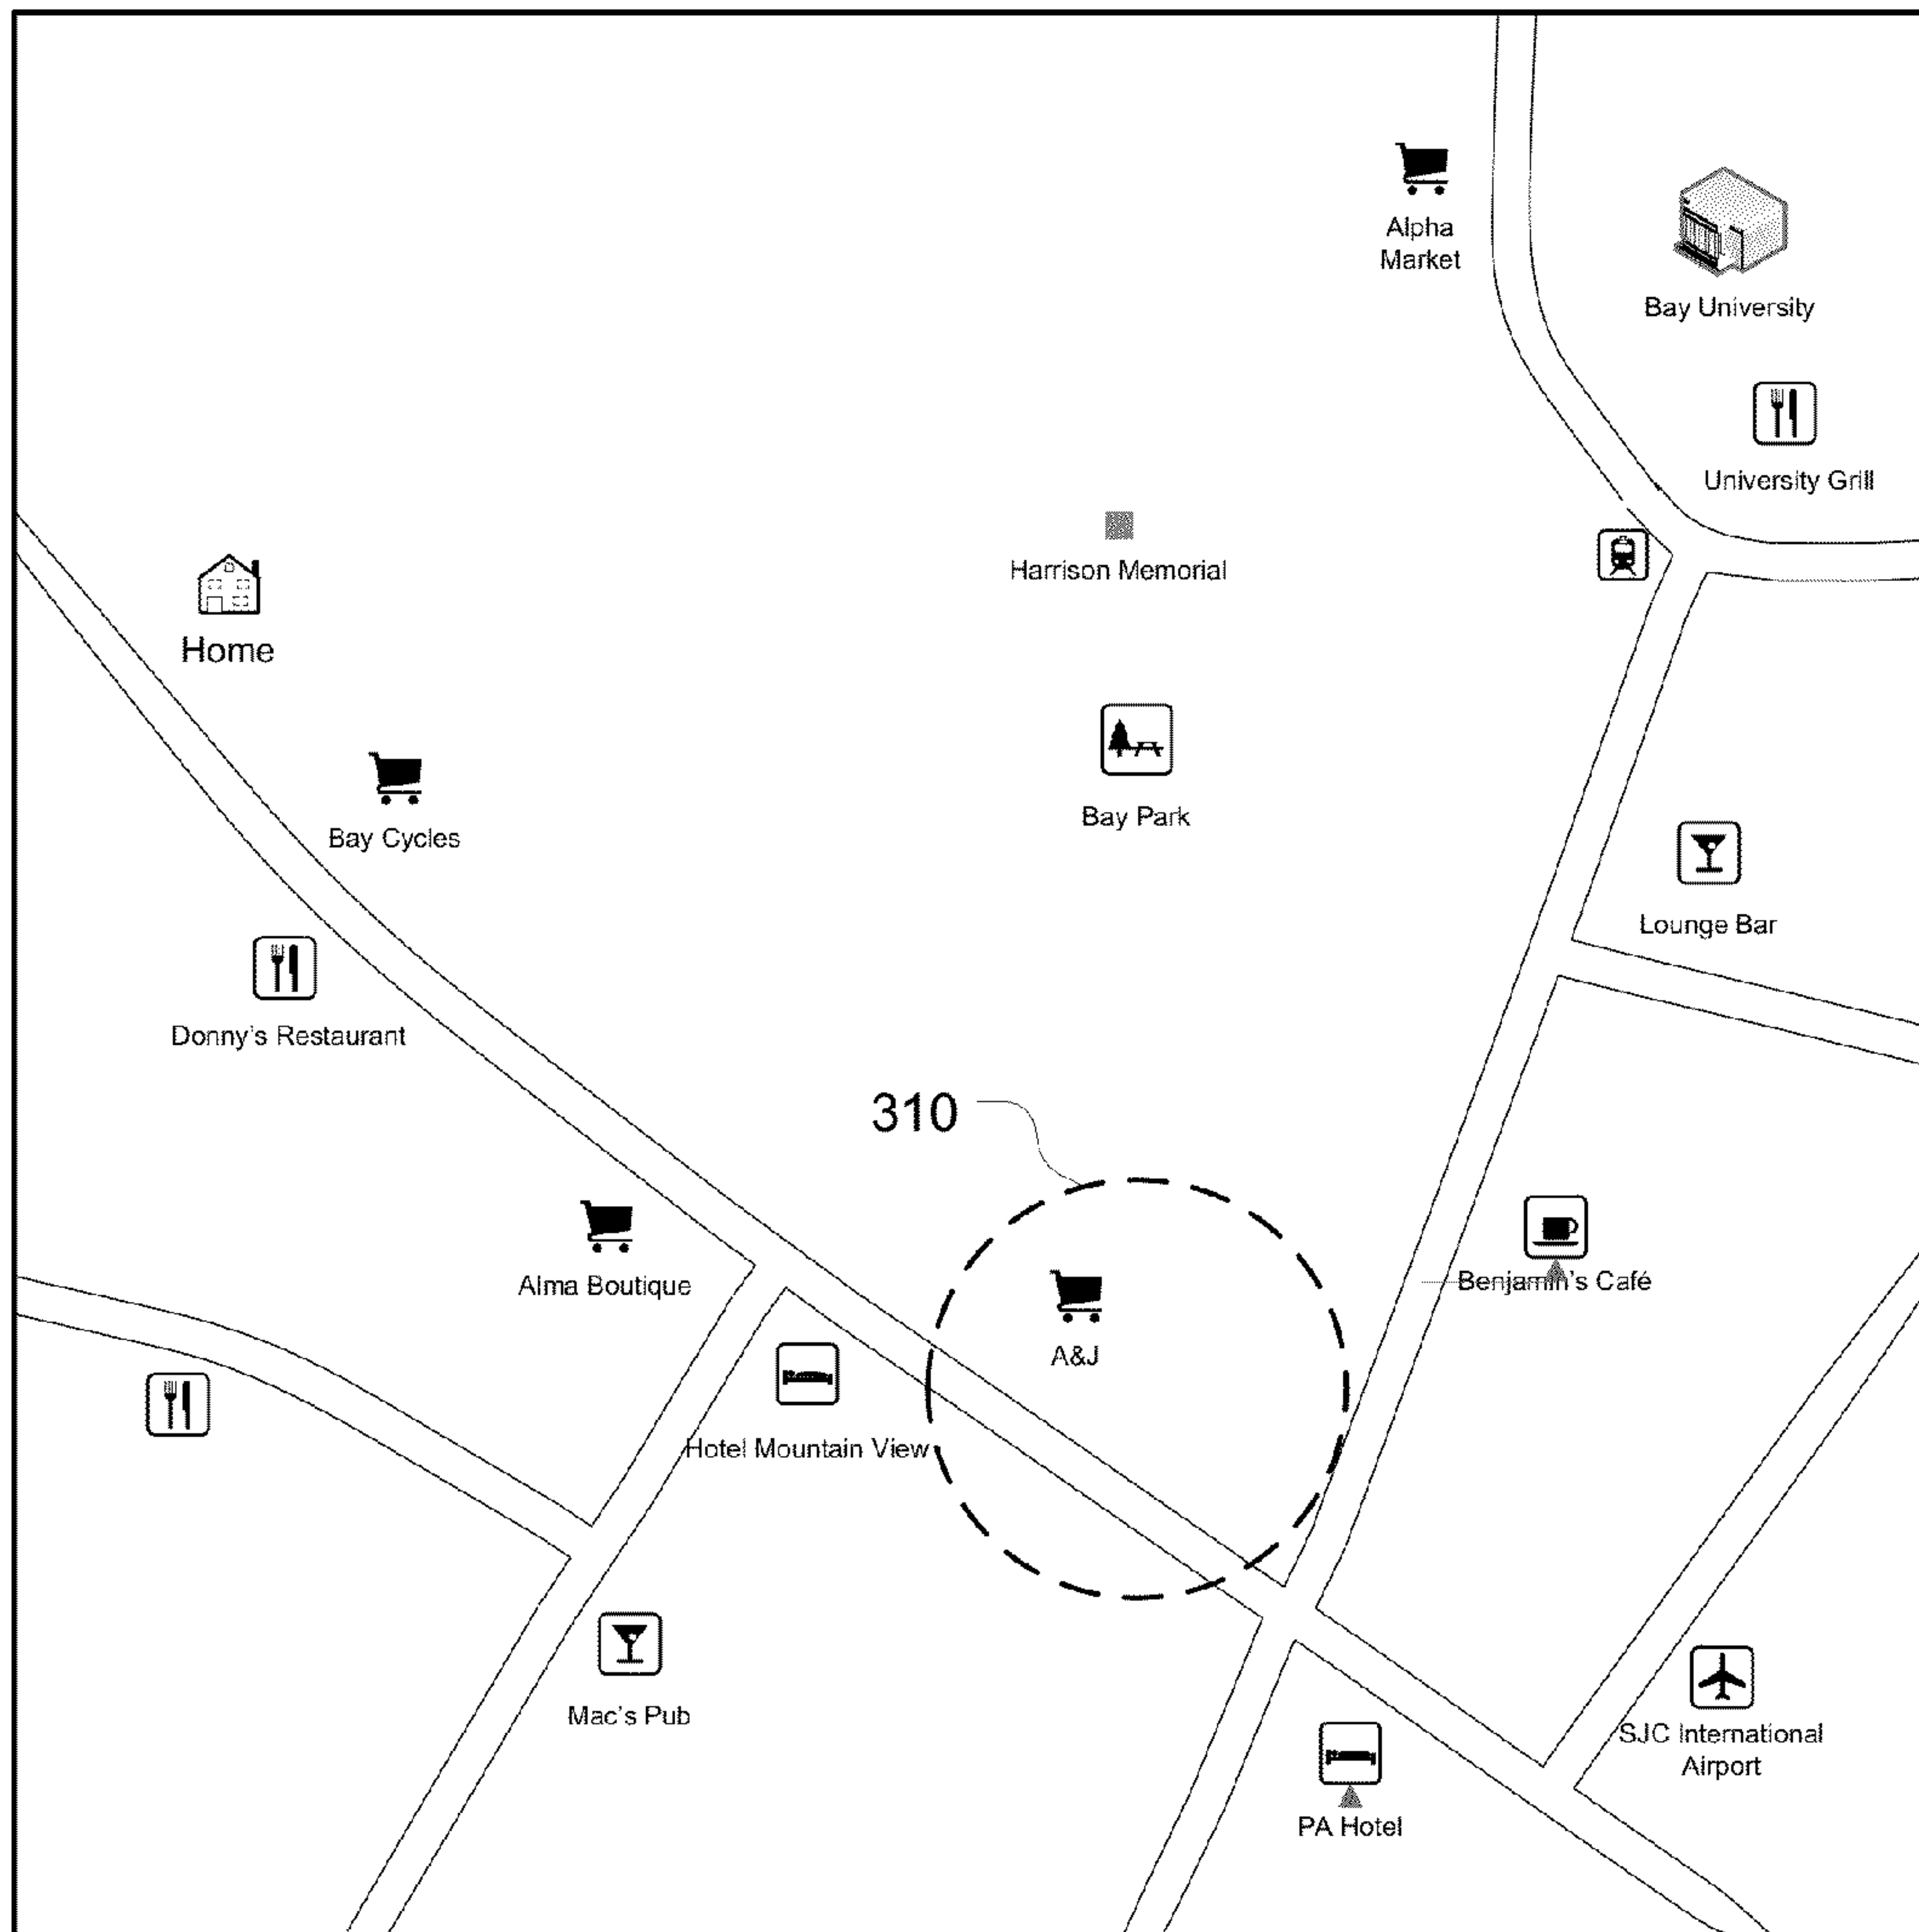 Alpha
Market
Bay University
University Grill
Harrison Memorial
Home
Bay Park
Bay Cycles
Lounge Bar
Donny's Restaurant
310
Alma Boutique
Benjamin's Café
A&J
Hotel Mountain View
Mac's Pub
SJC International
Airport
PA Hotel